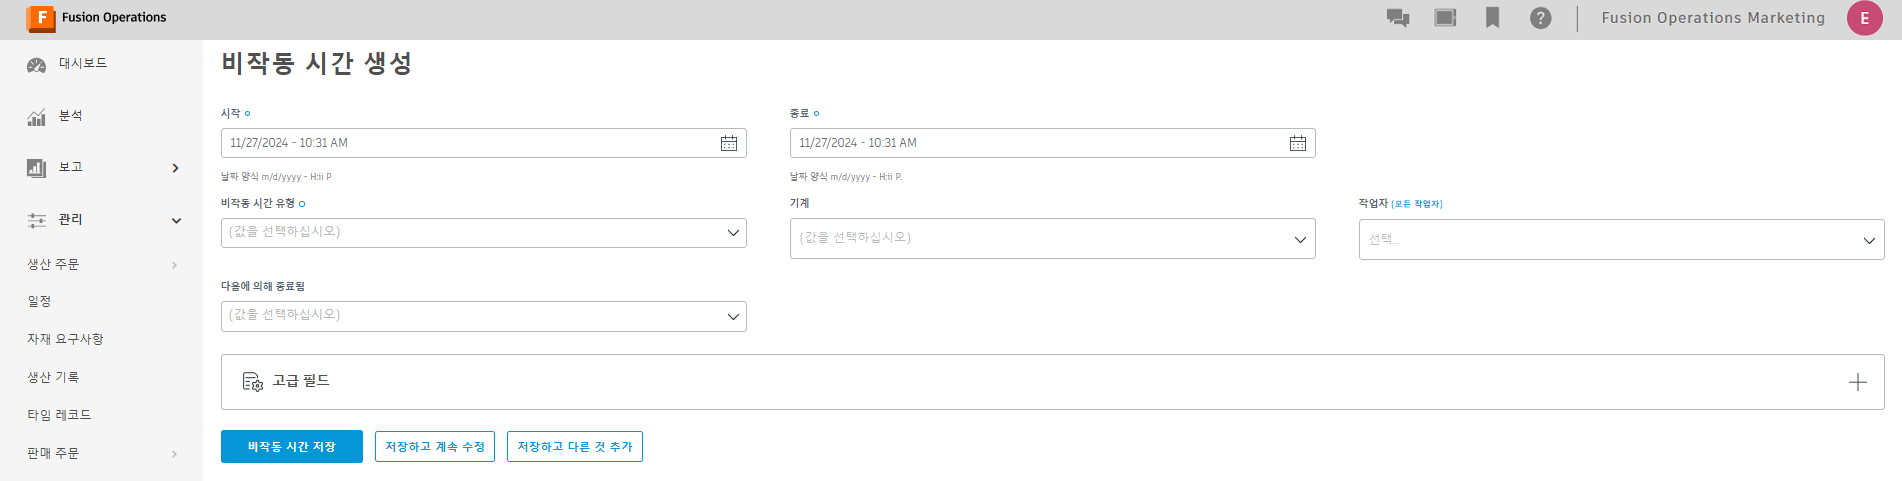 F Fusion Operations
Fusion Operations Marketing E
대시보드
분석
보고
관리
생산 주문
일정
자재 요구사항
생산 기록
타임 레코드
판매 주문
비작동 시간 생성
시작
종료
11/27/2024 - 10:31 AM
11/27/2024 - 10:31 AM
날짜 양식 m/d/yyyy - H:ii P
날짜 양식 m/d/yyyy - H:ii P.
비작동 시간 유형
기계
작업자 (모든 작업자)
(값을 선택하십시오)
(값을 선택하십시오)
선택...
다음에 의해 종료됨
(값을 선택하십시오)
고급 필드
비작동 시간 저장
저장하고 계속 수정
저장하고 다른 것 추가